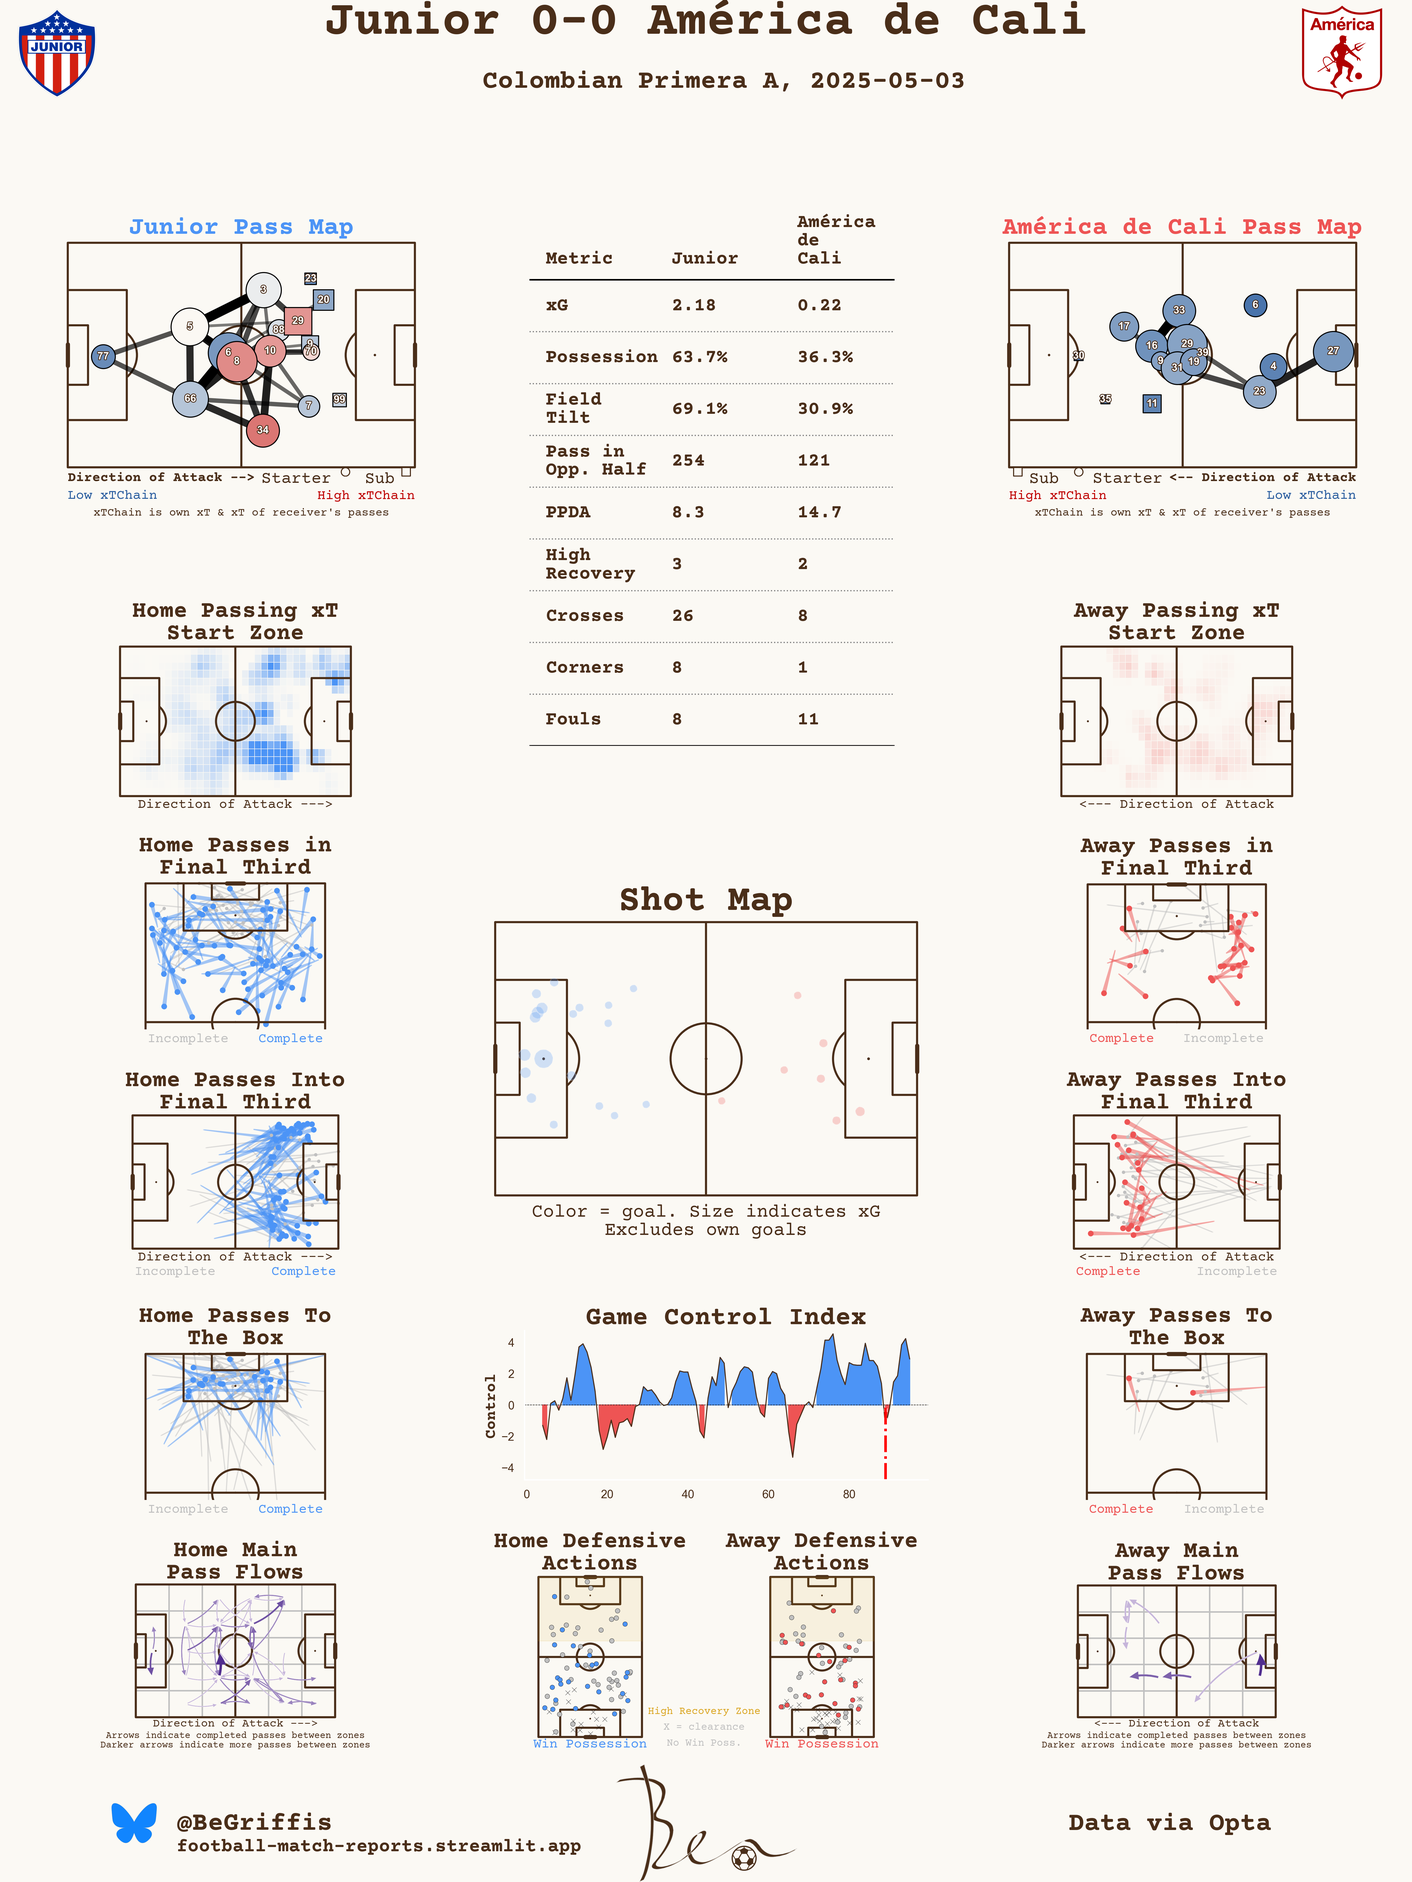 Junior 0-0 América de Cali
Colombian Primera A, 2025-05-03
JUNIOR
América
Junior Pass Map
3
23
20
5
29
88
77
6
8
10
9
70
66
7
99
34
Direction of Attack --> Starter Sub
Low xTChain High xTChain
xTChain is own xT & xT of receiver's passes
Metric Junior América de Cali
xG 2.18 0.22
Possession 63.7% 36.3%
Field Tilt 69.1% 30.9%
Pass in Opp. Half 254 121
PPDA 8.3 14.7
High Recovery 3 2
Crosses 26 8
Corners 8 1
Fouls 8 11
América de Cali Pass Map
6
33
17
16
29
39
27
30
9
31
19
4
23
35
11
Sub Starter <-- Direction of Attack
High xTChain Low xTChain
xTChain is own xT & xT of receiver's passes
Home Passing xT
Start Zone
Direction of Attack --->
Away Passing xT
Start Zone
<--- Direction of Attack
Home Passes in
Final Third
Incomplete Complete
Away Passes in
Final Third
Complete Incomplete
Shot Map
Color = goal. Size indicates xG
Excludes own goals
Home Passes Into
Final Third
Direction of Attack --->
Incomplete Complete
Away Passes Into
Final Third
<--- Direction of Attack
Complete Incomplete
Home Passes To
The Box
Incomplete Complete
Game Control Index
Control
4
2
0
−2
−4
0 20 40 60 80
Away Passes To
The Box
Complete Incomplete
Home Main
Pass Flows
Direction of Attack --->
Arrows indicate completed passes between zones
Darker arrows indicate more passes between zones
Home Defensive
Actions
Win Possession
High Recovery Zone
X = clearance
No Win Poss.
Away Defensive
Actions
Win Possession
Away Main
Pass Flows
<--- Direction of Attack
Arrows indicate completed passes between zones
Darker arrows indicate more passes between zones
@BeGriffis
football-match-reports.streamlit.app
Ben
Data via Opta